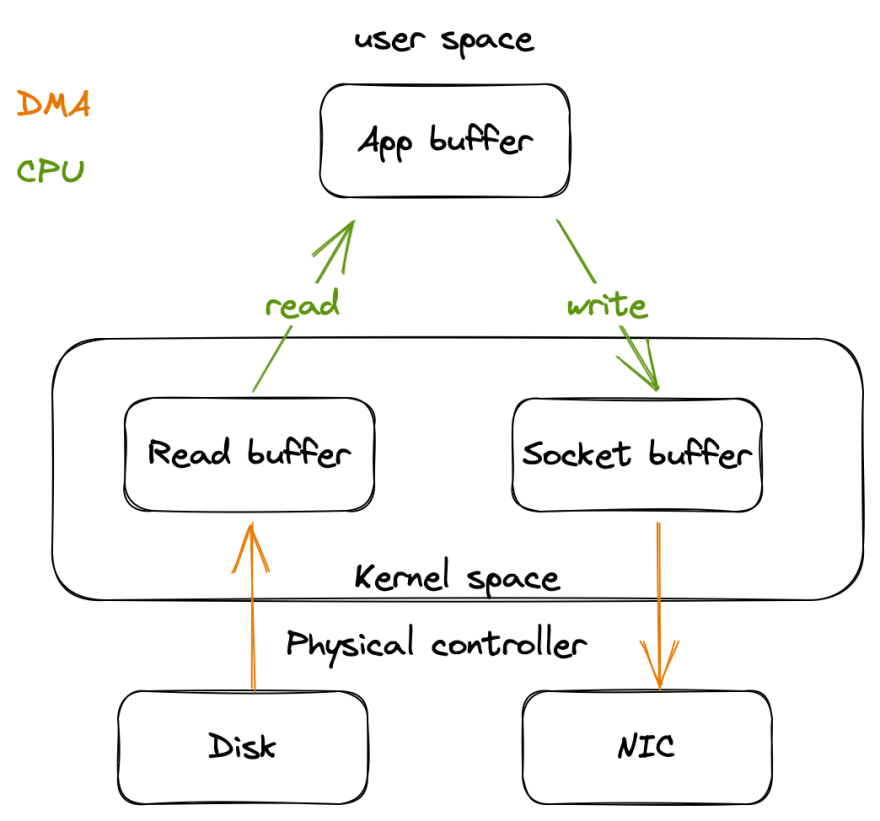 user space
DMA
App buffer
CPU
read
write
Read buffer
Socket buffer
Kernel space
Physical controller
Disk
NIC